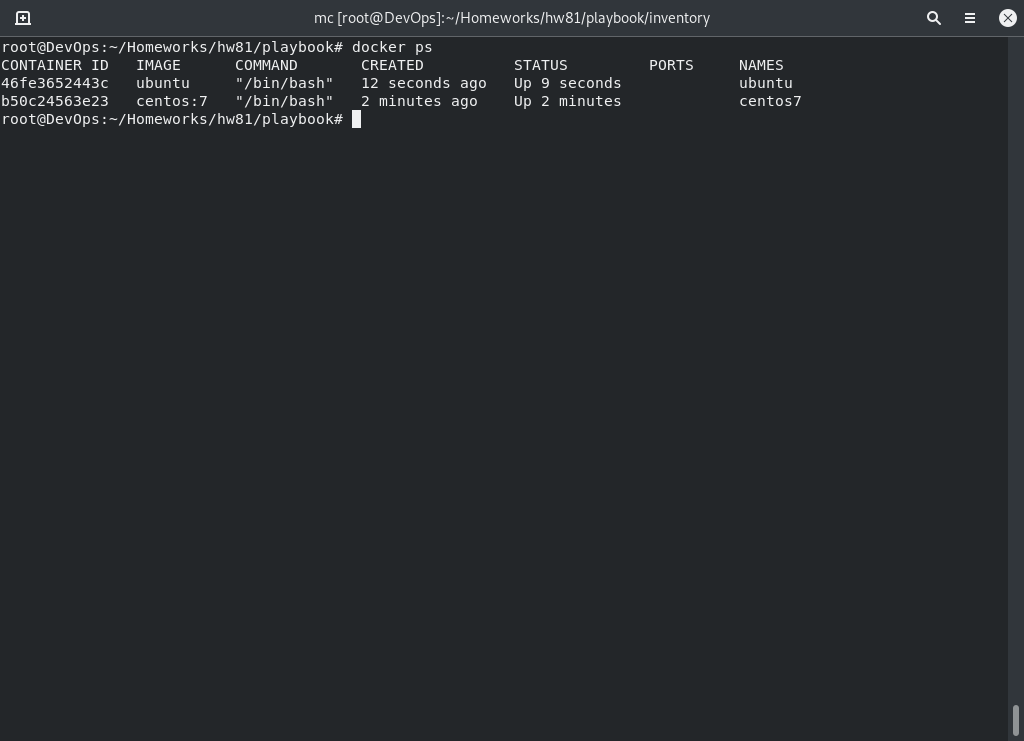 mc [root@DevOps]:~/Homeworks/hw81/playbook/inventory
root@DevOps:~/Homeworks/hw81/playbook# docker ps
CONTAINER ID   IMAGE      COMMAND       CREATED          STATUS         PORTS     NAMES
46fe3652443c   ubuntu     "/bin/bash"   12 seconds ago   Up 9 seconds             ubuntu
b50c24563e23   centos:7   "/bin/bash"   2 minutes ago    Up 2 minutes             centos7
root@DevOps:~/Homeworks/hw81/playbook#